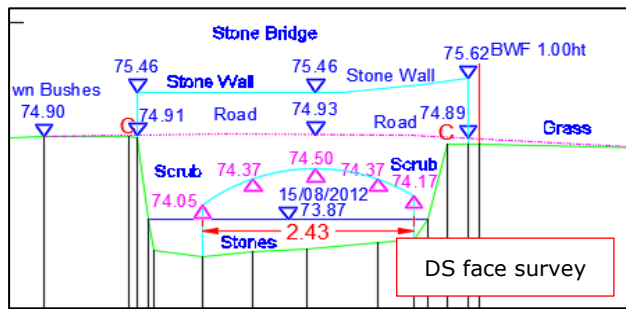 Stone Bridge
75.46
75.46
75.62
BWF 1.00ht
Stone Wall
Stone Wall
wn Bushes
74.90
C
74.91
Road
74.93
Road
74.89
C
Grass
Scrub
74.37
74.50
74.37
Scrub
74.05
74.17
15/08/2012
73.87
2.43
Stones
DS face survey